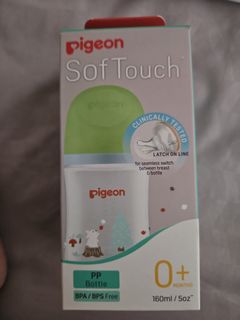 pigeon
SofTouch™
CLINICALLY TESTED
LATCH ON LINE
for seamless switch
between breast
& bottle
pigeon
PP
Bottle
BPA / BPS Free
0+
MONTHS
160ml / 5oz